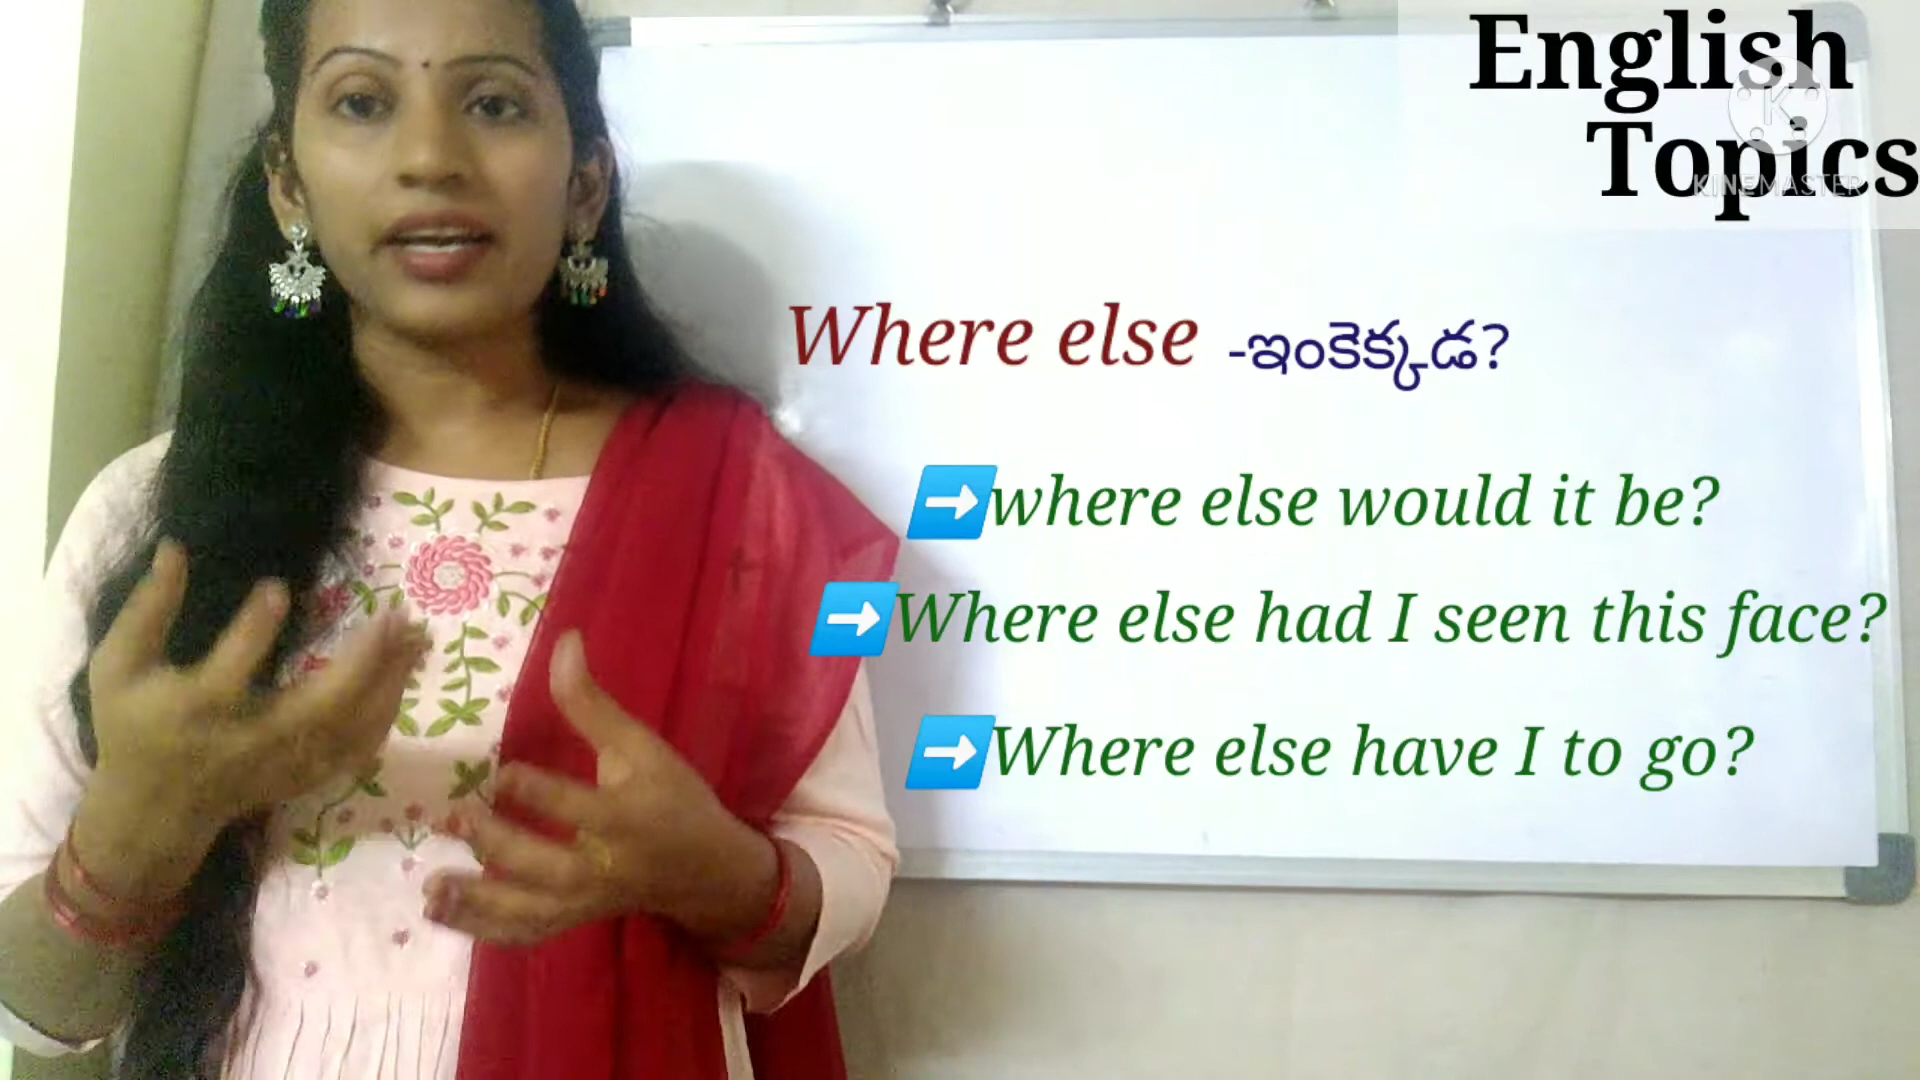 English
Topics
KINEMASTER
Where else -ఇంకెక్కడ?
➡where else would it be?
➡Where else had I seen this face?
➡Where else have I to go?